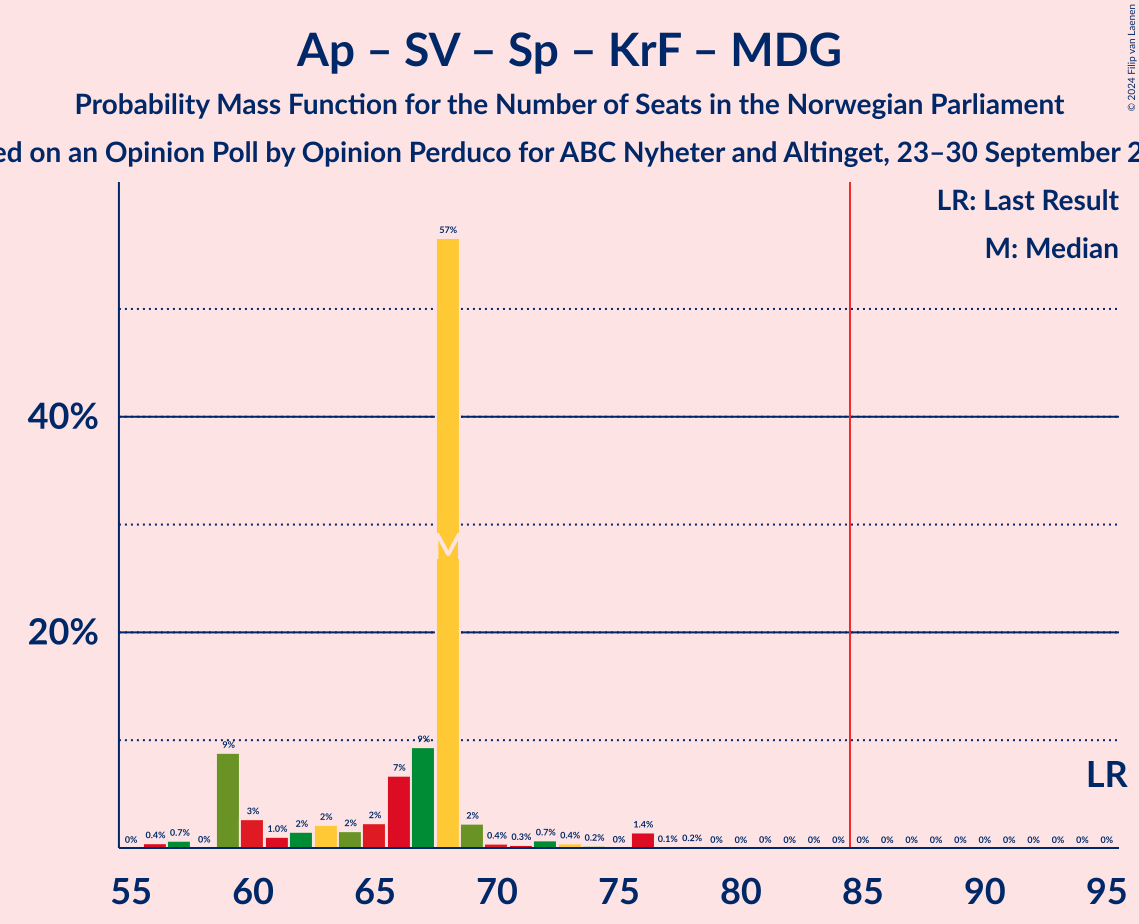 Ap – SV – Sp – KrF – MDG
Probability Mass Function for the Number of Seats in the Norwegian Parliament
on an Opinion Poll by Opinion Perduco for ABC Nyheter and Altinget, 23–30 September
© 2024 Filip van Laenen
LR: Last Result
M: Median
57%
40%
M
20%
9%
9%
7%
LR
3%
2%
2%
2%
2%
2%
0% 0.4% 0.7% 0% 1.0% 0.4% 0.3% 0.7% 0.4% 0.2% 0% 1.4% 0.1% 0.2% 0% 0% 0% 0% 0% 0% 0% 0% 0% 0% 0% 0% 0% 0% 0% 0% 0%
55 60 65 70 75 80 85 90 95